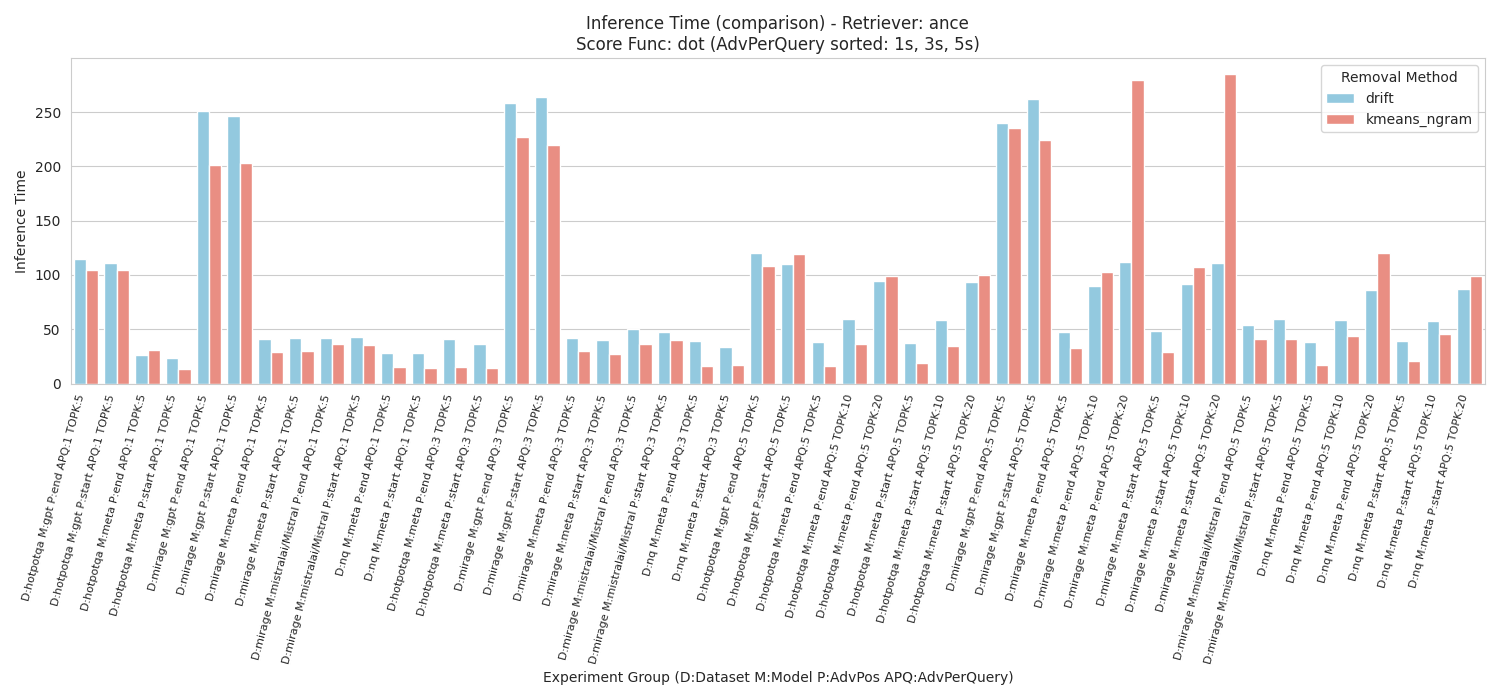 Inference Time (comparison) - Retriever: ance
Score Func: dot (AdvPerQuery sorted: 1s, 3s, 5s)
Removal Method
drift
kmeans_ngram
Inference Time
250
200
150
100
50
0
D:hotpotqa M:gpt P:end APQ:1 TOPK:5
D:hotpotqa M:gpt P:start APQ:1 TOPK:5
D:hotpotqa M:meta P:end APQ:1 TOPK:5
D:hotpotqa M:meta P:start APQ:1 TOPK:5
D:mirage M:gpt P:end APQ:1 TOPK:5
D:mirage M:gpt P:start APQ:1 TOPK:5
D:mirage M:meta P:end APQ:1 TOPK:5
D:mirage M:meta P:start APQ:1 TOPK:5
D:mirage M:mistralai/Mistral P:end APQ:1 TOPK:5
D:mirage M:mistralai/Mistral P:start APQ:1 TOPK:5
D:nq M:meta P:end APQ:1 TOPK:5
D:nq M:meta P:start APQ:1 TOPK:5
D:hotpotqa M:meta P:end APQ:3 TOPK:5
D:hotpotqa M:meta P:start APQ:3 TOPK:5
D:mirage M:gpt P:end APQ:3 TOPK:5
D:mirage M:gpt P:start APQ:3 TOPK:5
D:mirage M:meta P:end APQ:3 TOPK:5
D:mirage M:meta P:start APQ:3 TOPK:5
D:mirage M:mistralai/Mistral P:end APQ:3 TOPK:5
D:mirage M:mistralai/Mistral P:start APQ:3 TOPK:5
D:nq M:meta P:end APQ:3 TOPK:5
D:nq M:meta P:start APQ:3 TOPK:5
D:hotpotqa M:gpt P:end APQ:5 TOPK:5
D:hotpotqa M:gpt P:start APQ:5 TOPK:5
D:hotpotqa M:meta P:end APQ:5 TOPK:5
D:hotpotqa M:meta P:end APQ:5 TOPK:10
D:hotpotqa M:meta P:end APQ:5 TOPK:20
D:hotpotqa M:meta P:start APQ:5 TOPK:5
D:hotpotqa M:meta P:start APQ:5 TOPK:10
D:hotpotqa M:meta P:start APQ:5 TOPK:20
D:mirage M:gpt P:end APQ:5 TOPK:5
D:mirage M:gpt P:start APQ:5 TOPK:5
D:mirage M:meta P:end APQ:5 TOPK:5
D:mirage M:meta P:end APQ:5 TOPK:10
D:mirage M:meta P:end APQ:5 TOPK:20
D:mirage M:meta P:start APQ:5 TOPK:5
D:mirage M:meta P:start APQ:5 TOPK:10
D:mirage M:meta P:start APQ:5 TOPK:20
D:mirage M:mistralai/Mistral P:end APQ:5 TOPK:5
D:mirage M:mistralai/Mistral P:start APQ:5 TOPK:5
D:nq M:meta P:end APQ:5 TOPK:5
D:nq M:meta P:end APQ:5 TOPK:10
D:nq M:meta P:end APQ:5 TOPK:20
D:nq M:meta P:start APQ:5 TOPK:5
D:nq M:meta P:start APQ:5 TOPK:10
D:nq M:meta P:start APQ:5 TOPK:20
Experiment Group (D:Dataset M:Model P:AdvPos APQ:AdvPerQuery)